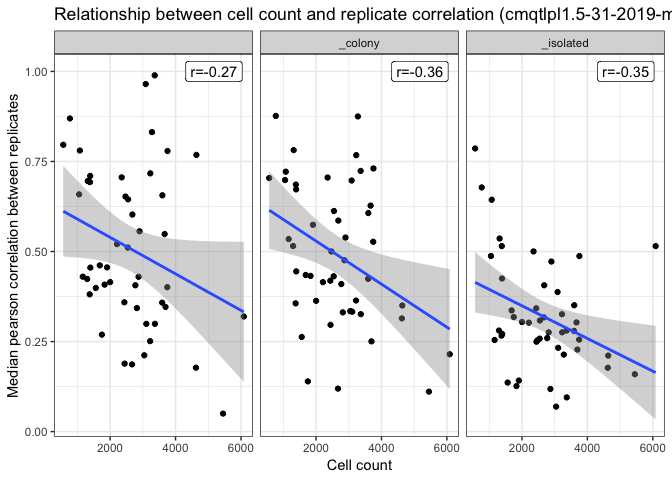 Relationship between cell count and replicate correlation (cmqtlpl1.5-31-2019-m
_colony
_isolated
r=-0.27
r=-0.36
r=-0.35
Median pearson correlation between replicates
1.00
0.75
0.50
0.25
0.00
2000 4000 6000 2000 4000 6000 2000 4000 6000
Cell count